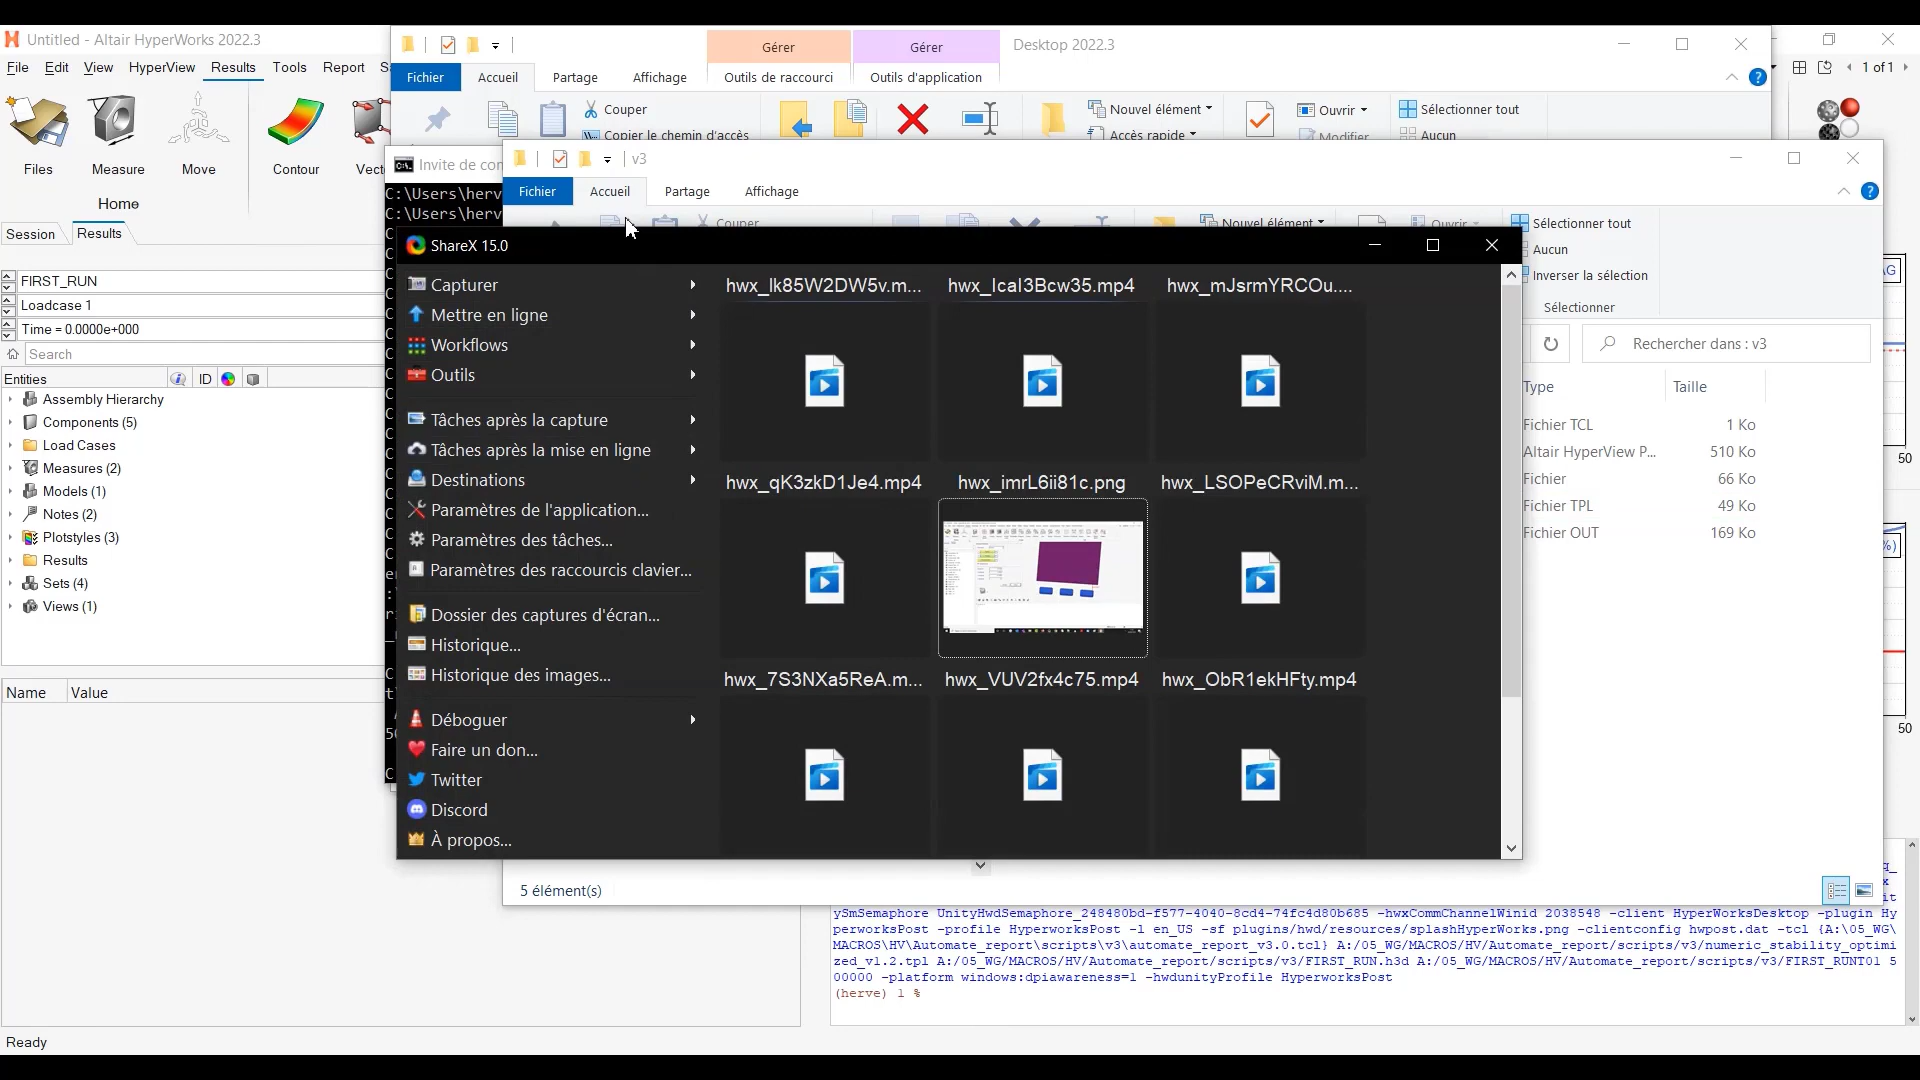 Untitled - Altair HyperWorks 2022.3
File Edit View HyperView Results Tools Report
1 of 1
Files Measure Move Contour
Home
Session Results
FIRST_RUN
Loadcase 1
Time = 0.0000e+000
Search
Entities ID
Assembly Hierarchy
Components (5)
Load Cases
Measures (2)
Models (1)
Notes (2)
Plotstyles (3)
Results
Sets (4)
Views (1)
Name Value
Ready
Gérer Gérer Desktop 2022.3
Fichier Accueil Partage Affichage Outils de raccourci Outils d'application
Couper Nouvel élément Ouvrir Sélectionner tout
Copier le chemin d'accès Accès rapide Modifier Aucun
Invite de com
C:\Users\herv
C:\Users\herv
v3
Fichier Accueil Partage Affichage
Couper Nouvel élément Ouvrir Sélectionner tout
Aucun
Inverser la sélection
Sélectionner
Rechercher dans : v3
Type Taille
Fichier TCL 1 Ko
Altair HyperView P... 510 Ko
Fichier 66 Ko
Fichier TPL 49 Ko
Fichier OUT 169 Ko
5 élément(s)
ShareX 15.0
Capturer
Mettre en ligne
Workflows
Outils
Tâches après la capture
Tâches après la mise en ligne
Destinations
Paramètres de l'application...
Paramètres des tâches...
Paramètres des raccourcis clavier...
Dossier des captures d'écran...
Historique...
Historique des images...
Déboguer
Faire un don...
Twitter
Discord
À propos...
hwx_Ik85W2DW5v.m... hwx_IcaI3Bcw35.mp4 hwx_mJsrmYRCOu....
hwx_qK3zkD1Je4.mp4 hwx_imrL6ii81c.png hwx_LSOPeCRviM.m...
hwx_7S3NXa5ReA.m... hwx_VUV2fx4c75.mp4 hwx_ObR1ekHFty.mp4
50
50
ySmSemaphore UnityHwdSemaphore_248480bd-f577-4040-8cd4-74fc4d80b685 -hwxCommChannelWinid 2038548 -client HyperWorksDesktop -plugin Hy
perworksPost -profile HyperworksPost -l en_US -sf plugins/hwd/resources/splashHyperWorks.png -clientconfig hwpost.dat -tcl {A:\05_WG\
MACROS\HV\Automate_report\scripts\v3\automate_report_v3.0.tcl} A:/05_WG/MACROS/HV/Automate_report/scripts/v3/numeric_stability_optimi
zed_v1.2.tpl A:/05_WG/MACROS/HV/Automate_report/scripts/v3/FIRST_RUN.h3d A:/05_WG/MACROS/HV/Automate_report/scripts/v3/FIRST_RUNT01 5
00000 -platform windows:dpiawareness=1 -hwdunityProfile HyperworksPost
(herve) 1 %